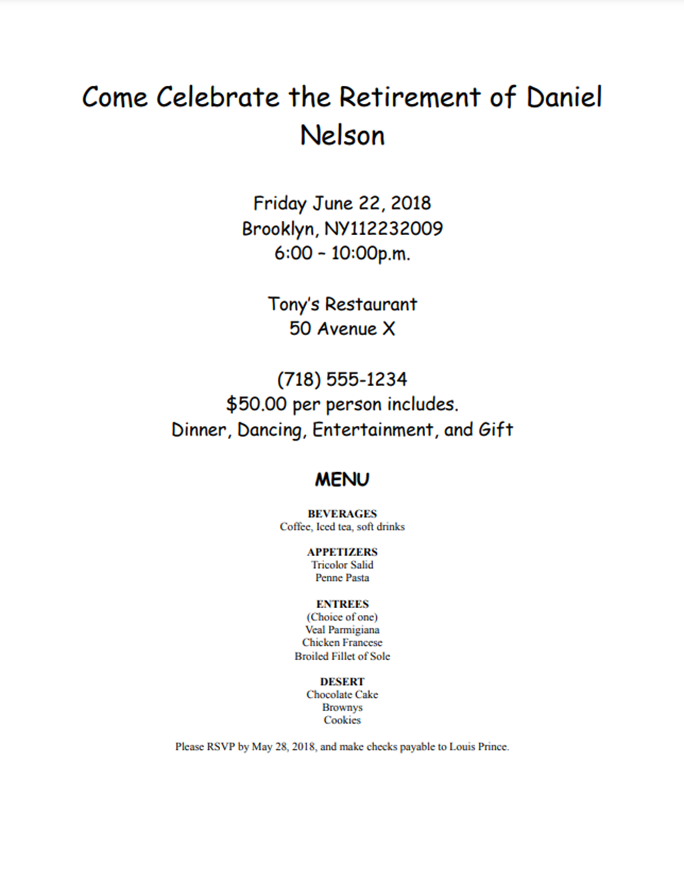 Come Celebrate the Retirement of Daniel
Nelson
Friday June 22, 2018
Brooklyn, NY112232009
6:00 – 10:00p.m.
Tony's Restaurant
50 Avenue X
(718) 555-1234
$50.00 per person includes.
Dinner, Dancing, Entertainment, and Gift
MENU
BEVERAGES
Coffee, Iced tea, soft drinks
APPETIZERS
Tricolor Salid
Penne Pasta
ENTREES
(Choice of one)
Veal Parmigiana
Chicken Francese
Broiled Fillet of Sole
DESERT
Chocolate Cake
Brownys
Cookies
Please RSVP by May 28, 2018, and make checks payable to Louis Prince.